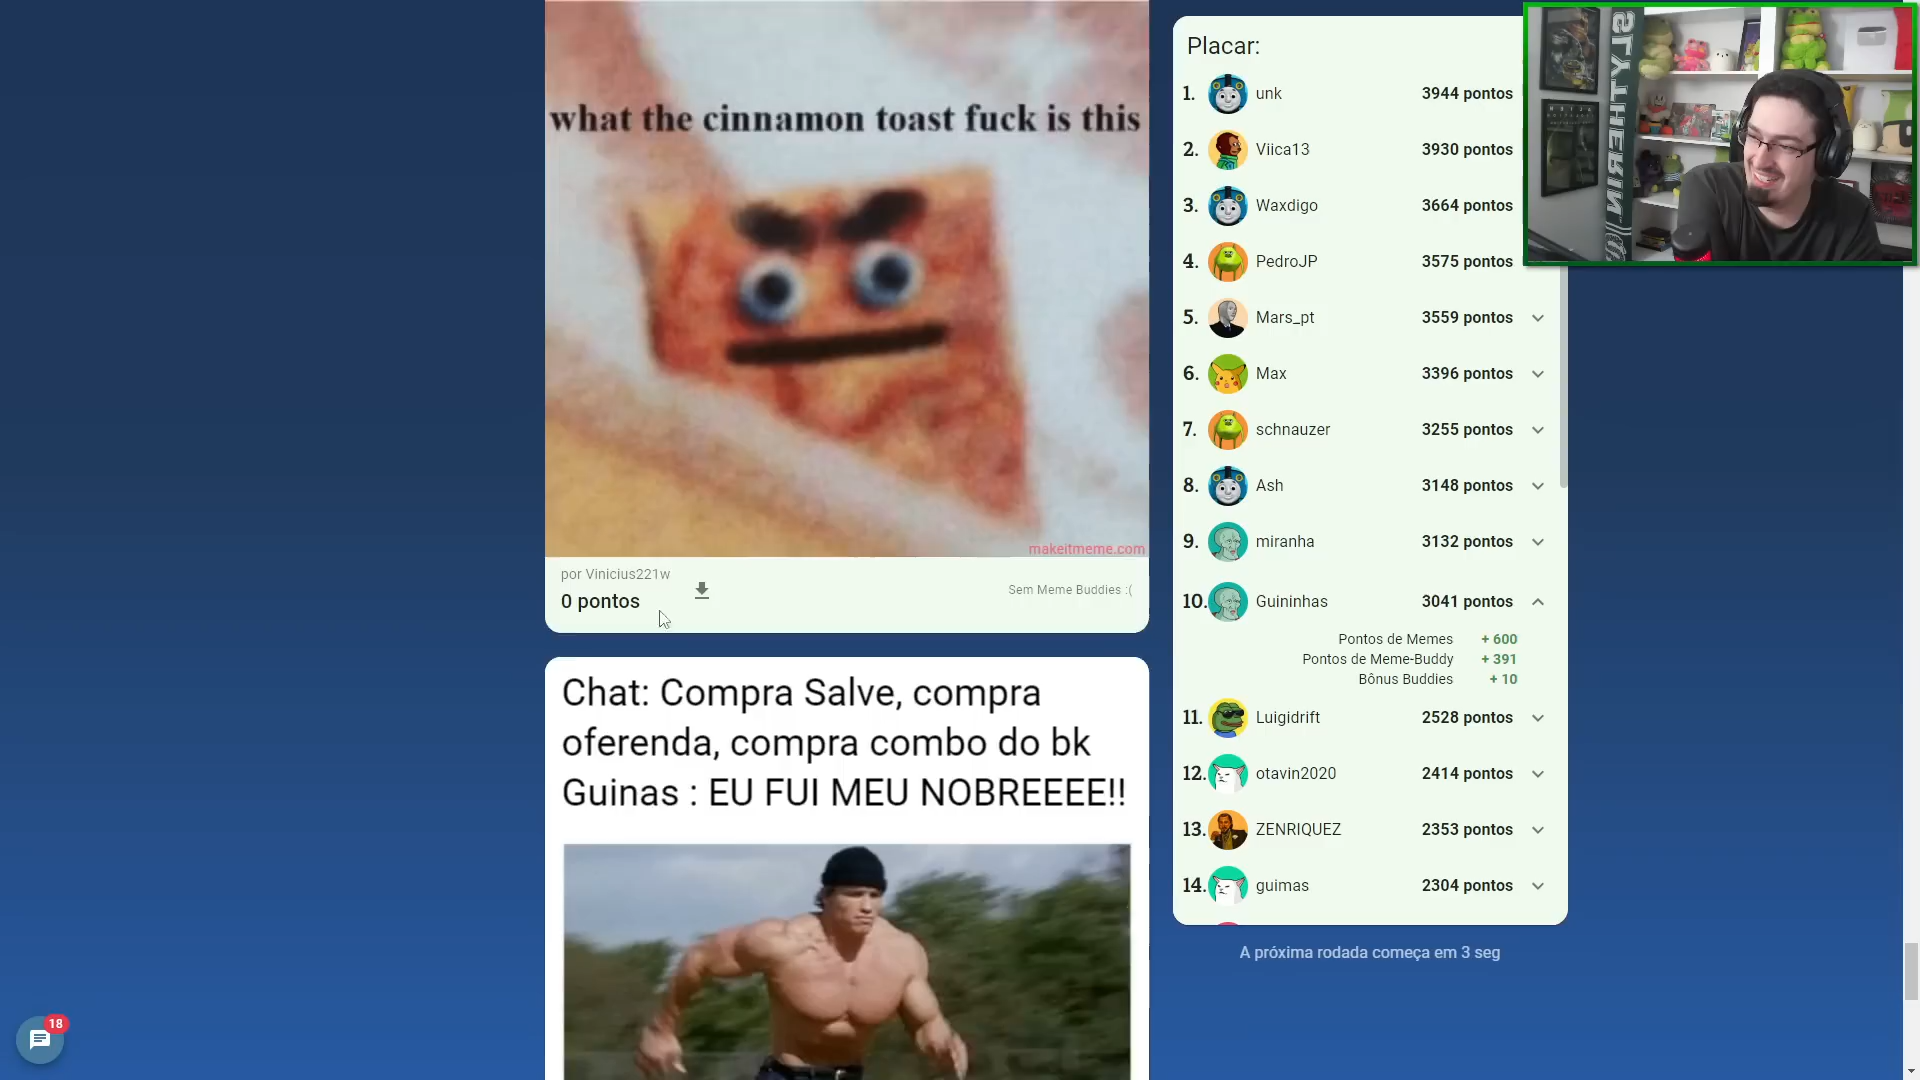 what the cinnamon toast fuck is this
makeitmeme.com
por Vinicius221w
0 pontos
Sem Meme Buddies :(
Chat: Compra Salve, compra
oferenda, compra combo do bk
Guinas : EU FUI MEU NOBREEEE!!
Placar:
1. unk 3944 pontos
2. Viica13 3930 pontos
3. Waxdigo 3664 pontos
4. PedroJP 3575 pontos
5. Mars_pt 3559 pontos
6. Max 3396 pontos
7. schnauzer 3255 pontos
8. Ash 3148 pontos
9. miranha 3132 pontos
10. Guininhas 3041 pontos
Pontos de Memes + 600
Pontos de Meme-Buddy + 391
Bônus Buddies + 10
11. Luigidrift 2528 pontos
12. otavin2020 2414 pontos
13. ZENRIQUEZ 2353 pontos
14. guimas 2304 pontos
A próxima rodada começa em 3 seg
SLYTHERIN
18